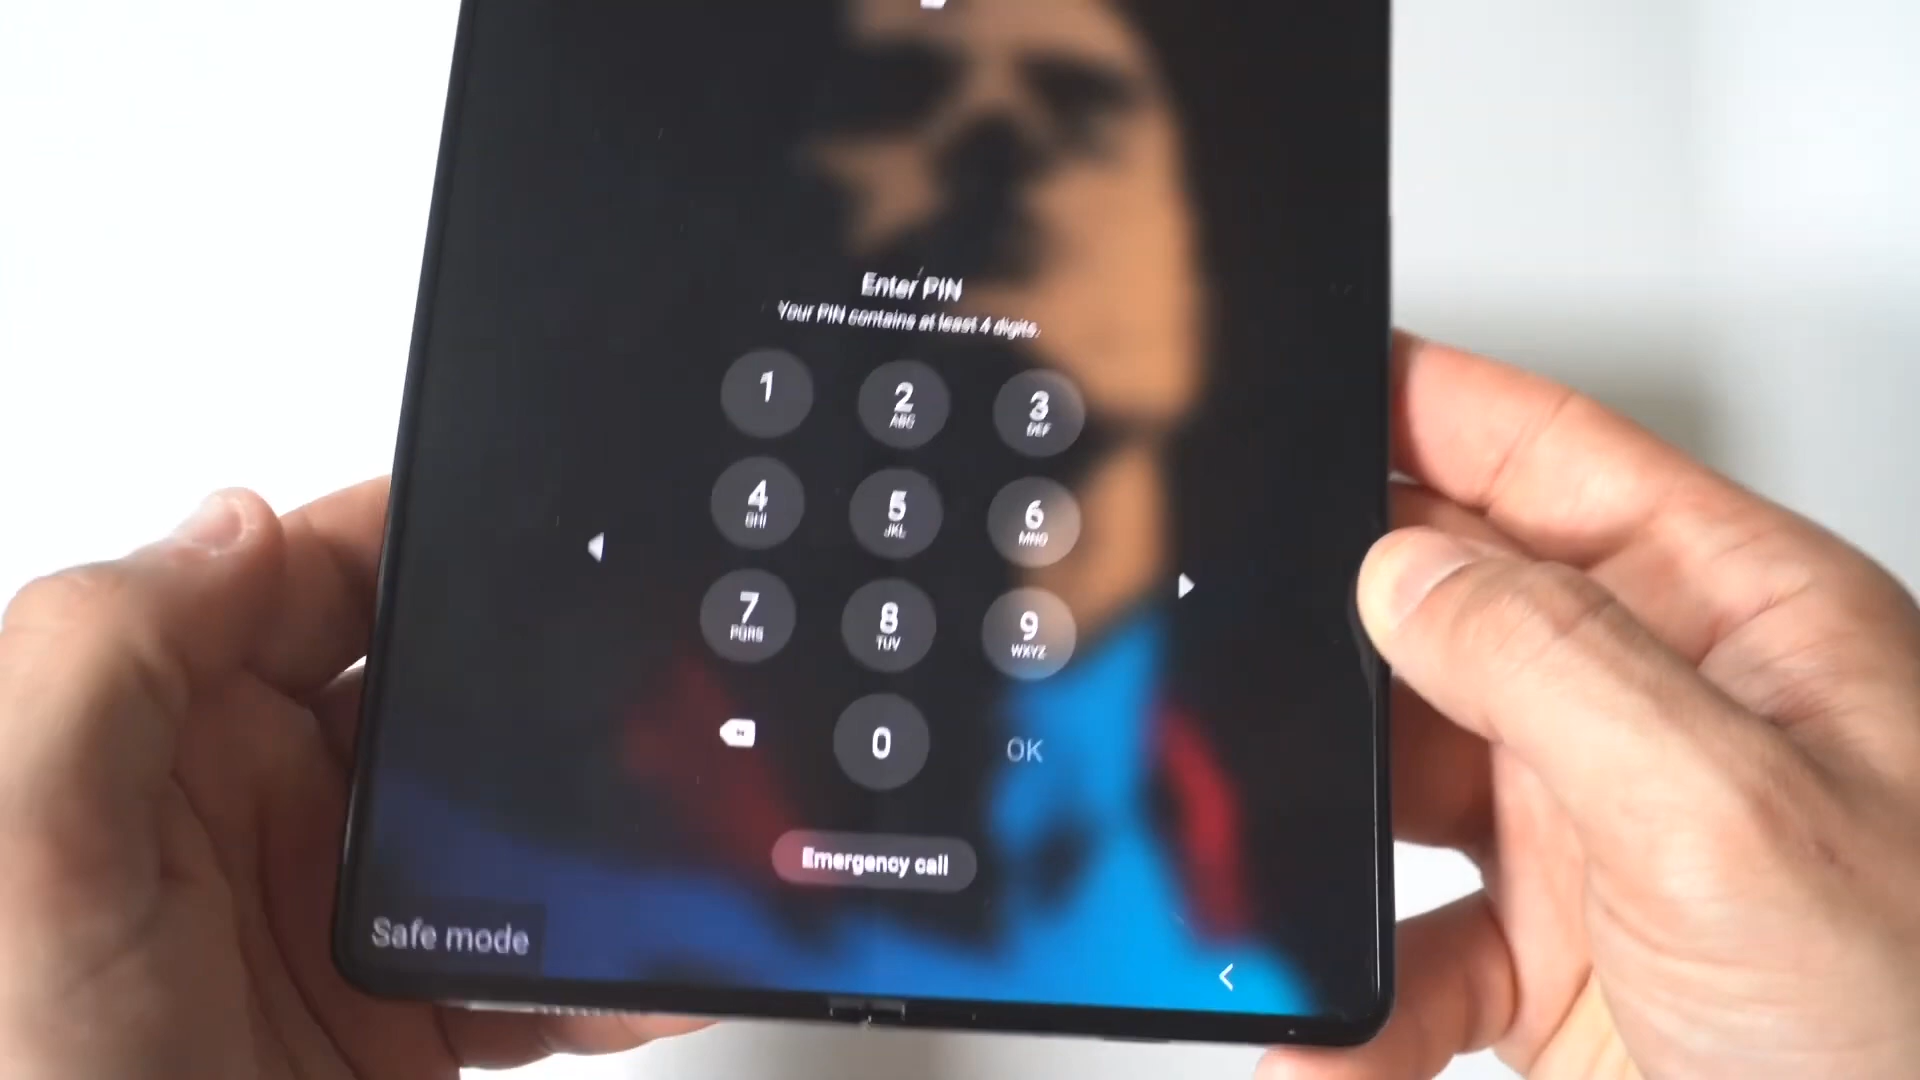 Enter PIN
Your PIN contains at least 4 digits.
1
2
ABC
3
DEF
4
GHI
5
JKL
6
MNO
7
PQRS
8
TUV
9
WXYZ
0
OK
Emergency call
Safe mode